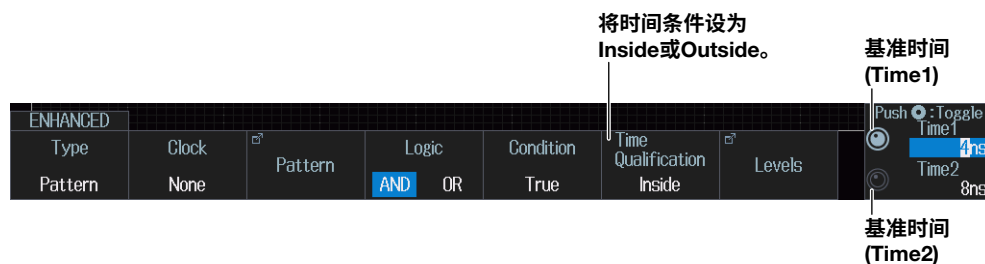 将时间条件设为
Inside或Outside。
基准时间
(Time1)
ENHANCED
Push :Toggle
Time1
4ns
Time2
8ns
Type
Pattern
Clock
None
Pattern
Logic
AND OR
Condition
True
Time
Qualification
Inside
Levels
基准时间
(Time2)